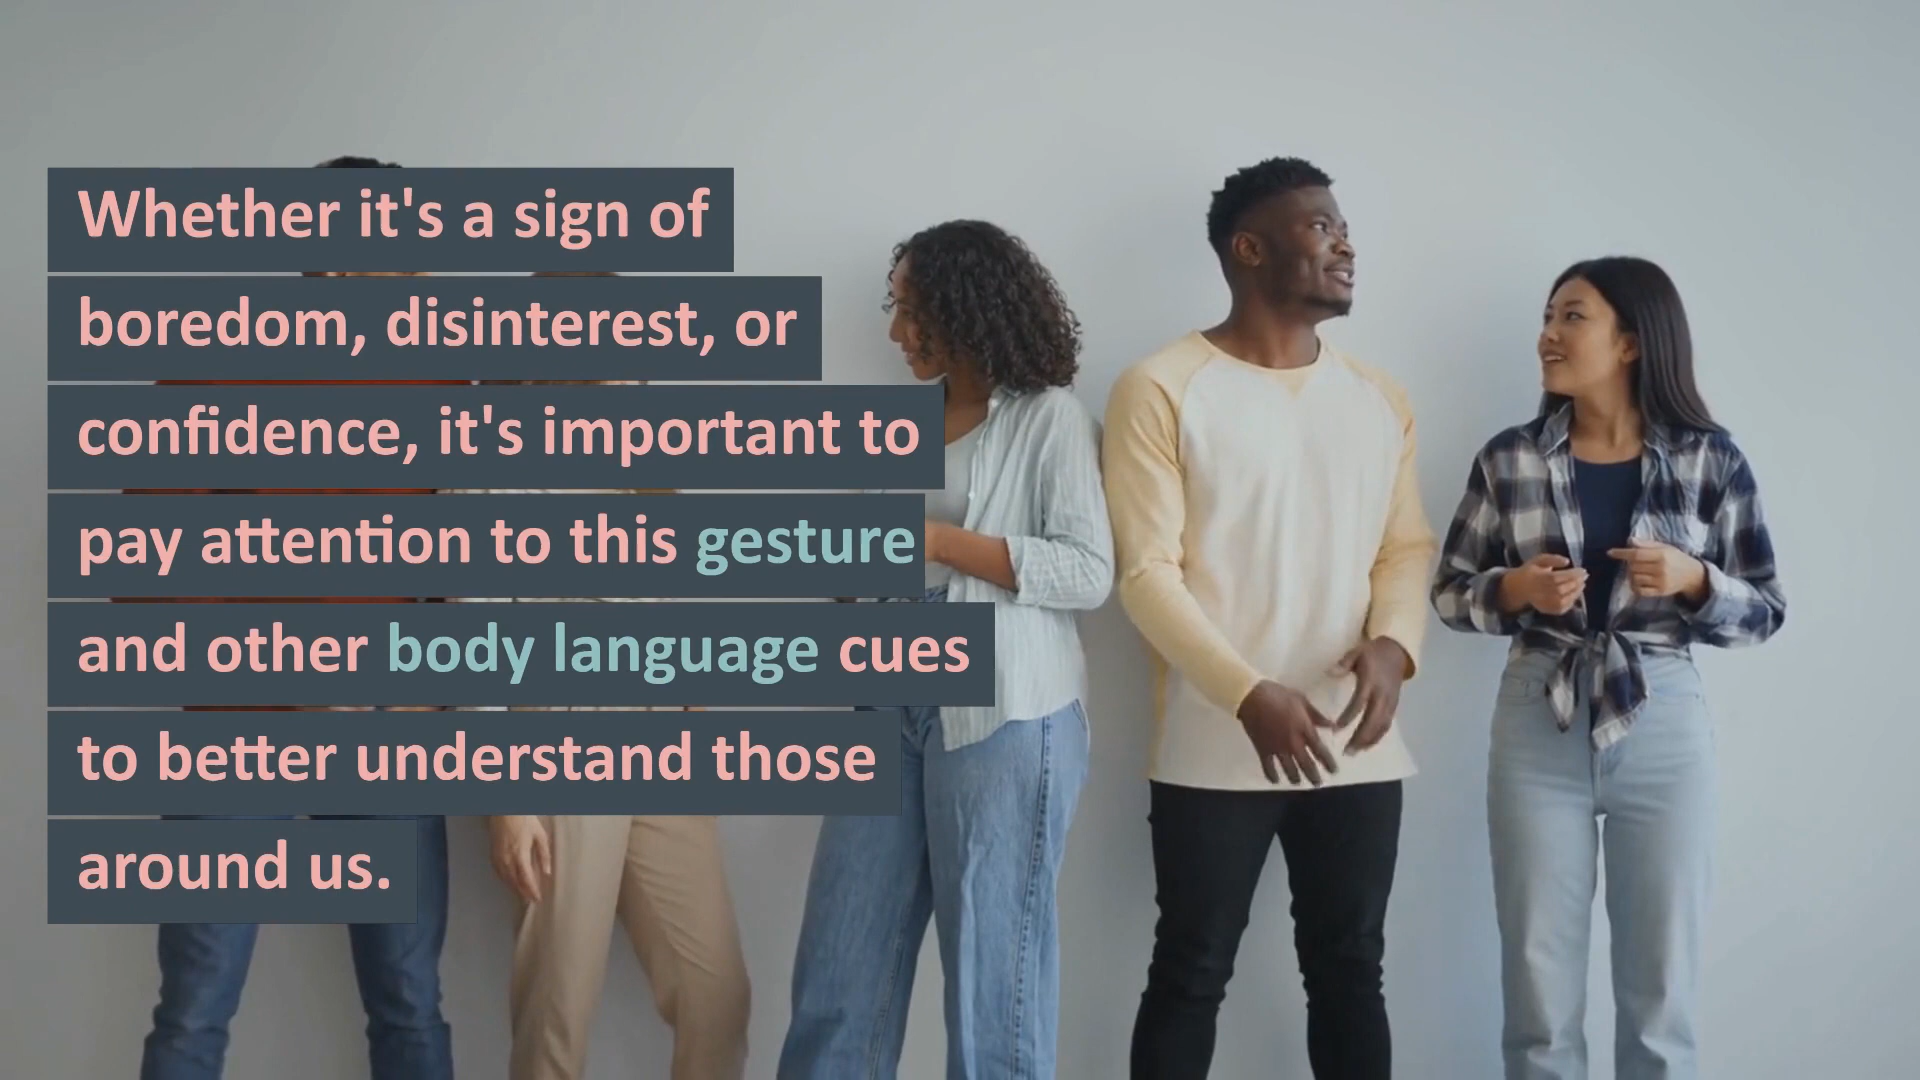 Whether it's a sign of
boredom, disinterest, or
confidence, it's important to
pay attention to this gesture
and other body language cues
to better understand those
around us.